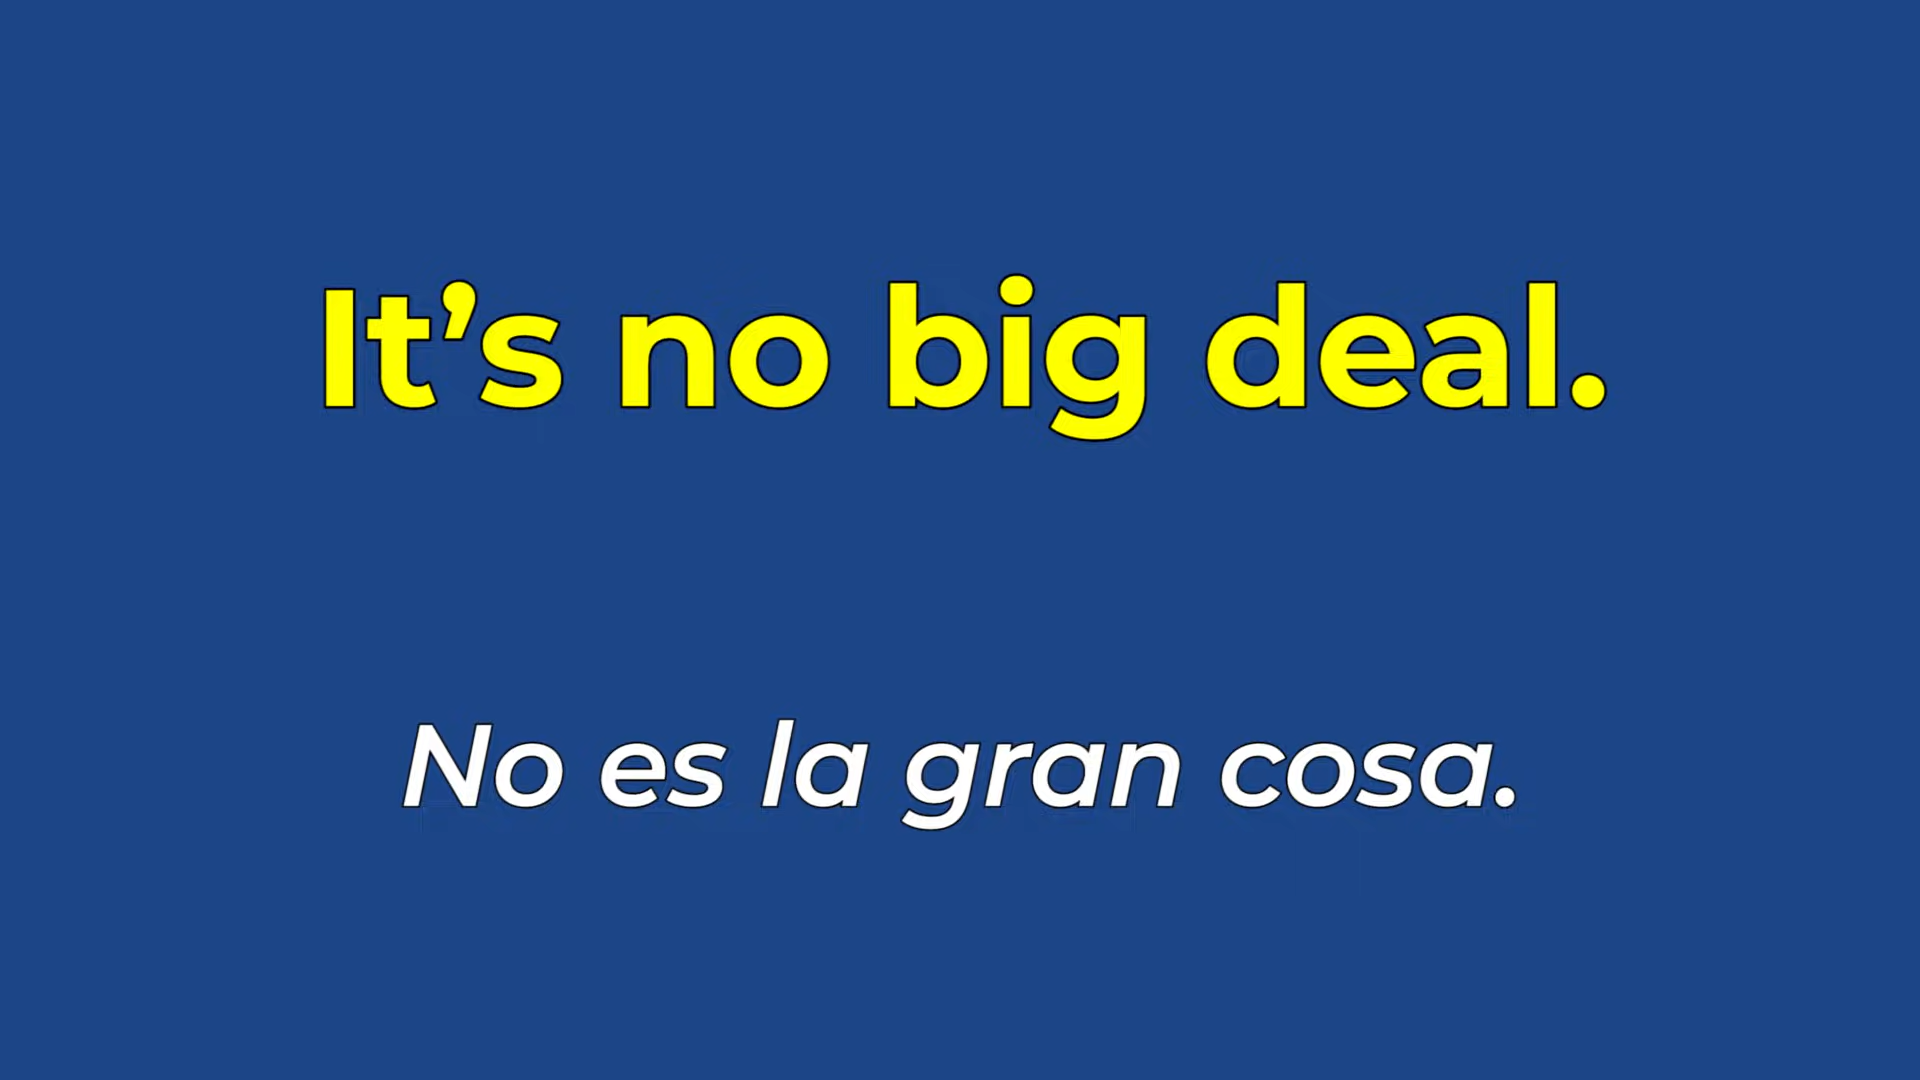 It’s no big deal.
No es la gran cosa.